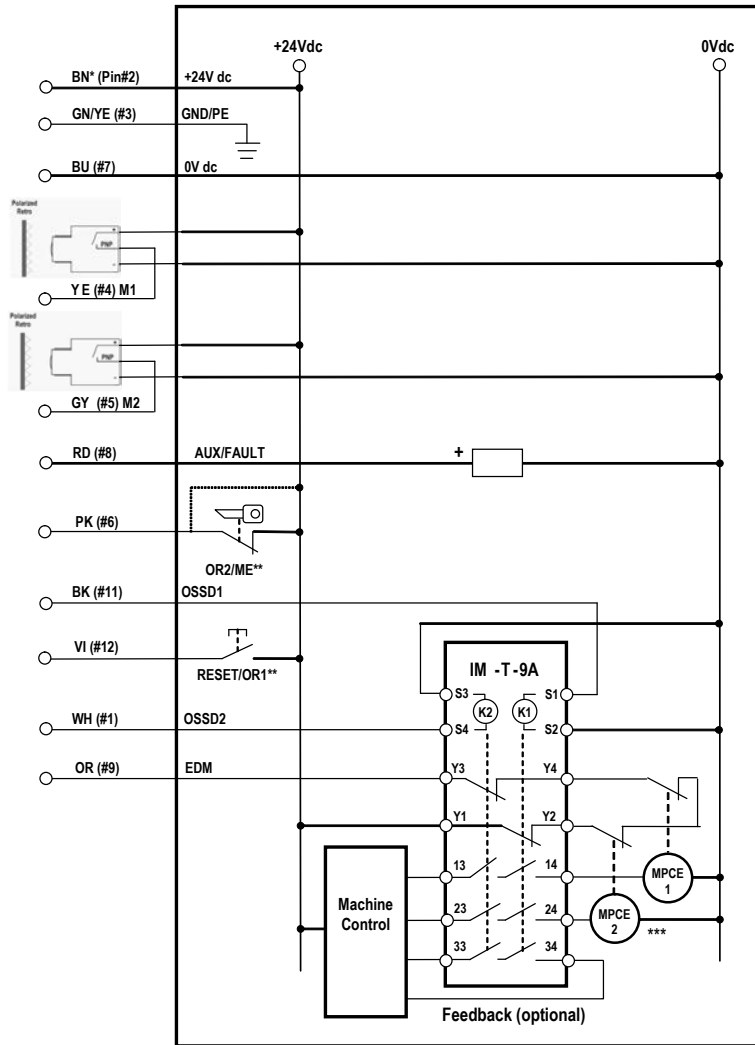 +24Vdc
0Vdc
BN* (Pin#2) +24V dc
GN/YE (#3) GND/PE
BU (#7) 0V dc
Polarized
Retro
+
PNP
-
YE (#4) M1
Polarized
Retro
+
PNP
-
GY (#5) M2
RD (#8) AUX/FAULT +
PK (#6)
OR2/ME**
BK (#11) OSSD1
VI (#12)
RESET/OR1**
IM -T-9A
S3 K2 K1 S1
WH (#1) OSSD2 S4 S2
OR (#9) EDM Y3 Y4
Y1 Y2
13 14
MPCE
1
Machine
Control
23 24
MPCE
2
***
33 34
Feedback (optional)